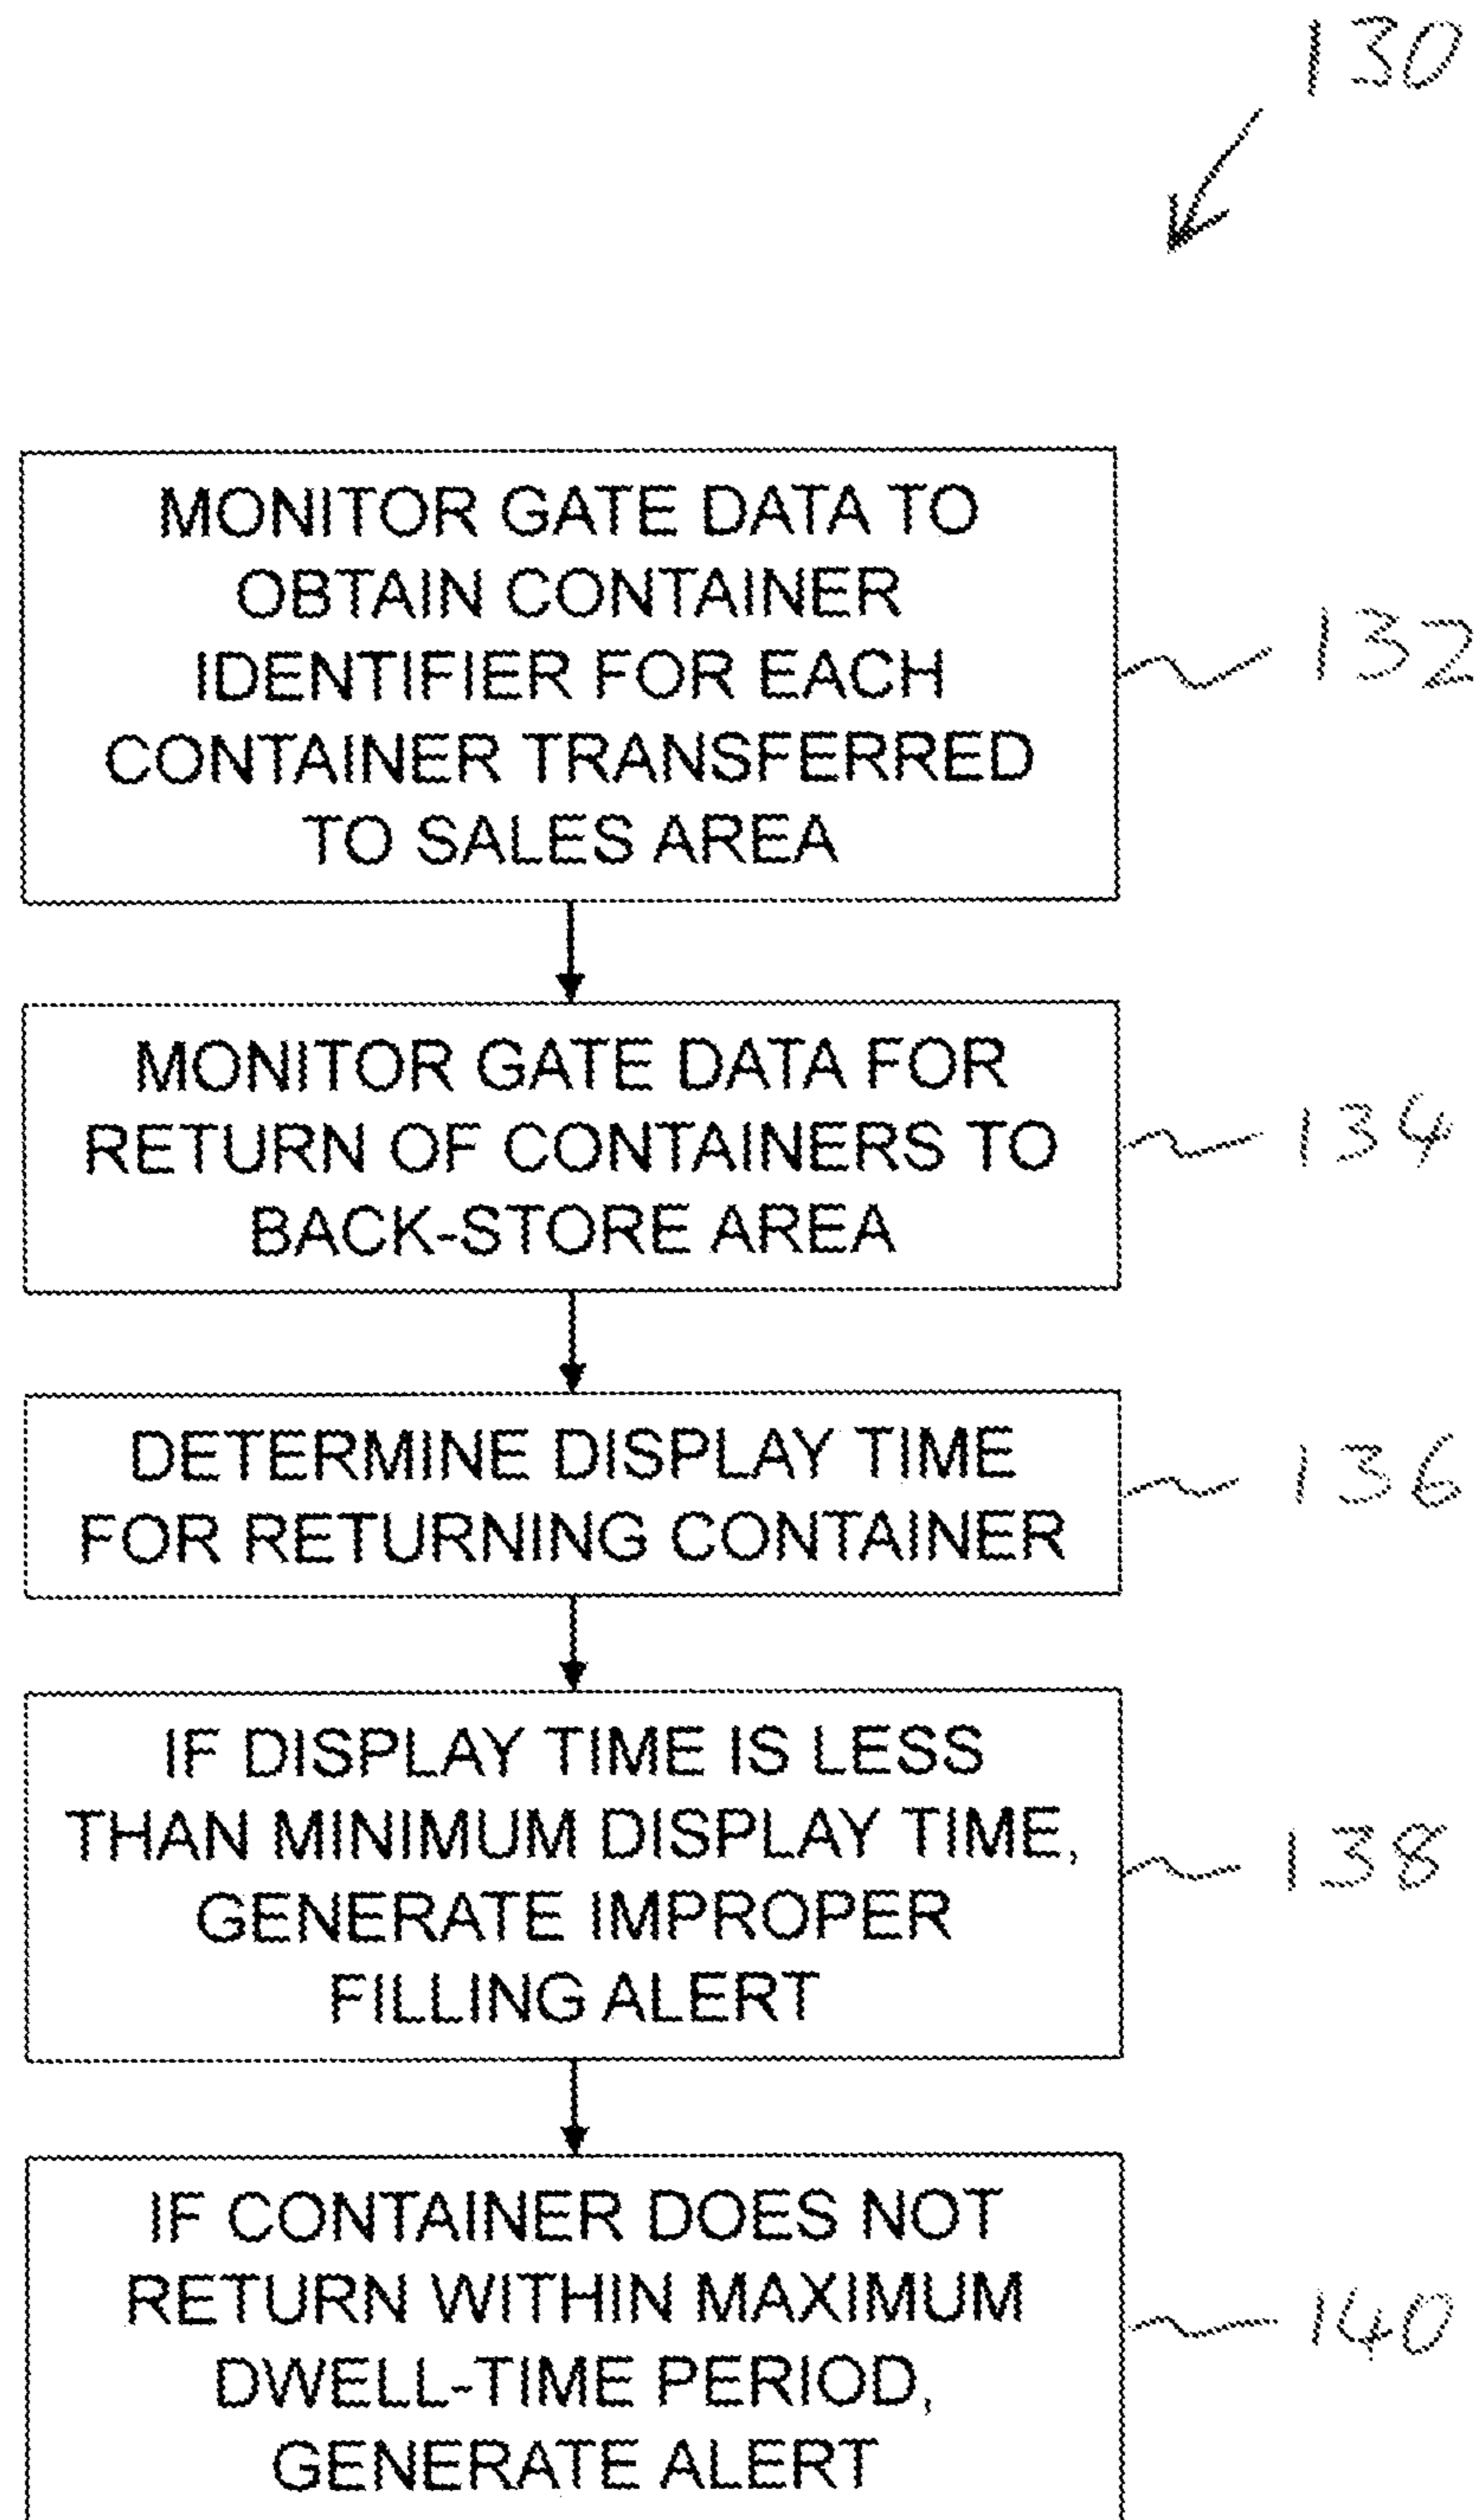 130
MONITOR GATE DATA TO
OBTAIN CONTAINER
IDENTIFIER FOR EACH
CONTAINER TRANSFERRED
TO SALES AREA
132
MONITOR GATE DATA FOR
RETURN OF CONTAINERS TO
BACK-STORE AREA
134
DETERMINE DISPLAY TIME
FOR RETURNING CONTAINER
136
IF DISPLAY TIME IS LESS
THAN MINIMUM DISPLAY TIME,
GENERATE IMPROPER
FILLING ALERT
138
IF CONTAINER DOES NOT
RETURN WITHIN MAXIMUM
DWELL-TIME PERIOD,
GENERATE ALERT
140